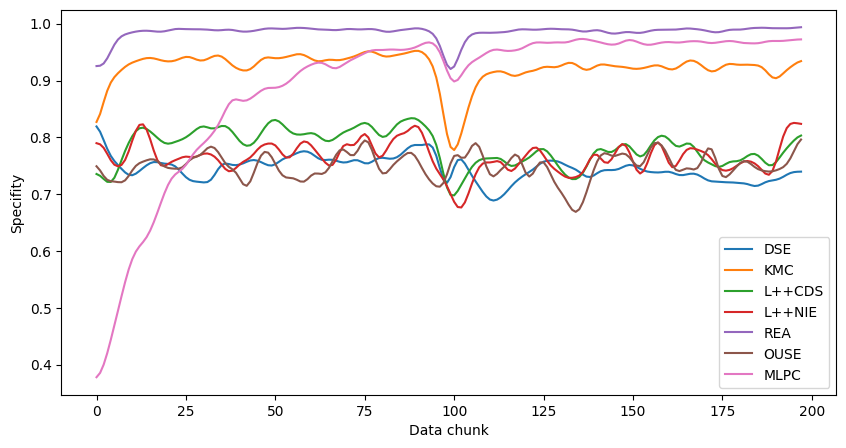 1.0
0.9
0.8
0.7
0.6
0.5
0.4
Specifity
0 25 50 75 100 125 150 175 200
Data chunk
DSE
KMC
L++CDS
L++NIE
REA
OUSE
MLPC